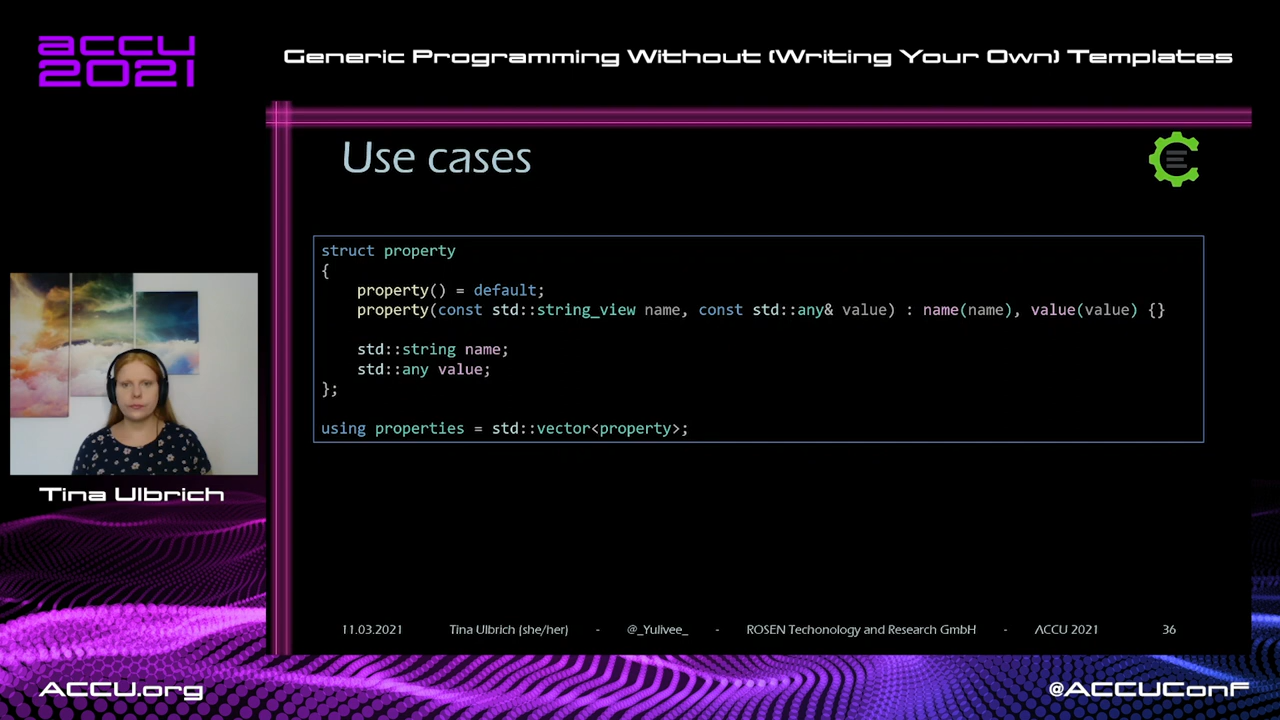 accu
2021
Generic Programming Without (Writing Your Own) Templates
Use cases
struct property
{
    property() = default;
    property(const std::string_view name, const std::any& value) : name(name), value(value) {}

    std::string name;
    std::any value;
};

using properties = std::vector<property>;
Tina Ulbrich
11.03.2021 Tina Ulbrich (she/her) - @_Yulivee_ - ROSEN Techonology and Research GmbH - ACCU 2021 36
ACCU.org
@ACCUConf